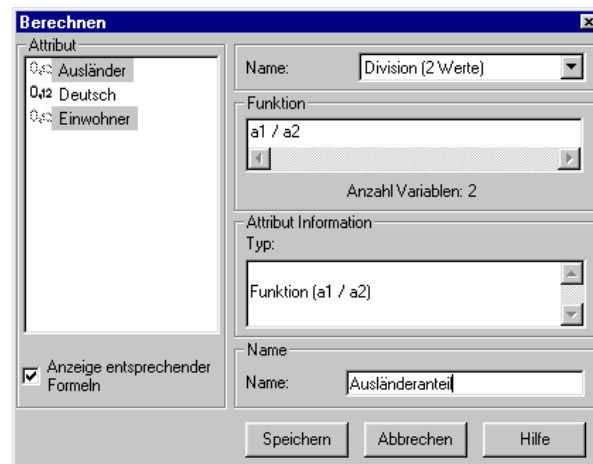 Berechnen
Attribut
0,12 Ausländer
0,12 Deutsch
0,12 Einwohner
Anzeige entsprechender
Formeln
Name: Division (2 Werte)
Funktion
a1 / a2
Anzahl Variablen: 2
Attribut Information
Typ:
Funktion (a1 / a2)
Name
Name: Ausländeranteil
Speichern Abbrechen Hilfe